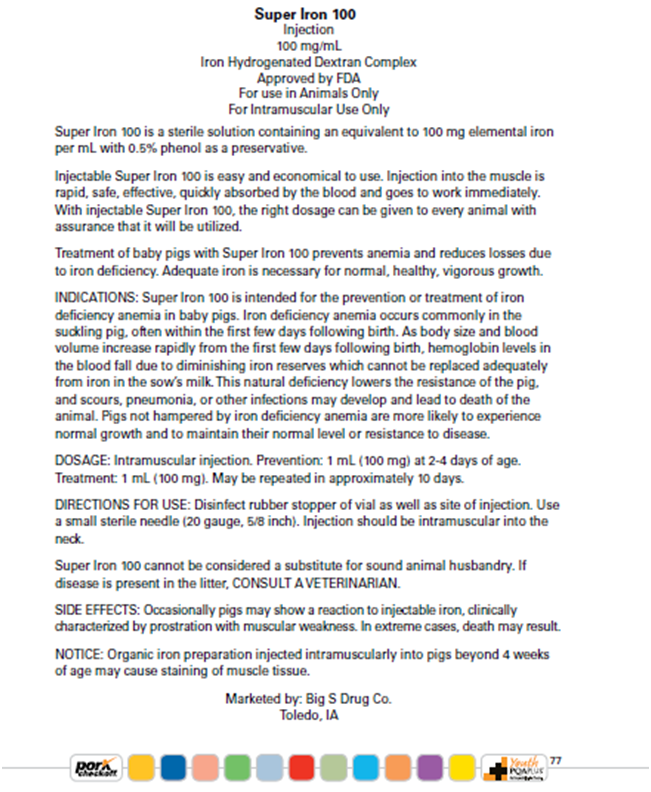 Super Iron 100
Injection
100 mg/mL
Iron Hydrogenated Dextran Complex
Approved by FDA
For use in Animals Only
For Intramuscular Use Only
Super Iron 100 is a sterile solution containing an equivalent to 100 mg elemental iron
per mL with 0.5% phenol as a preservative.
Injectable Super Iron 100 is easy and economical to use. Injection into the muscle is
rapid, safe, effective, quickly absorbed by the blood and goes to work immediately.
With injectable Super Iron 100, the right dosage can be given to every animal with
assurance that it will be utilized.
Treatment of baby pigs with Super Iron 100 prevents anemia and reduces losses due
to iron deficiency. Adequate iron is necessary for normal, healthy, vigorous growth.
INDICATIONS: Super Iron 100 is intended for the prevention or treatment of iron
deficiency anemia in baby pigs. Iron deficiency anemia occurs commonly in the
suckling pig, often within the first few days following birth. As body size and blood
volume increase rapidly from the first few days following birth, hemoglobin levels in
the blood fall due to diminishing iron reserves which cannot be replaced adequately
from iron in the sow's milk. This natural deficiency lowers the resistance of the pig,
and scours, pneumonia, or other infections may develop and lead to death of the
animal. Pigs not hampered by iron deficiency anemia are more likely to experience
normal growth and to maintain their normal level or resistance to disease.
DOSAGE: Intramuscular injection. Prevention: 1 mL (100 mg) at 2-4 days of age.
Treatment: 1 mL (100 mg). May be repeated in approximately 10 days.
DIRECTIONS FOR USE: Disinfect rubber stopper of vial as well as site of injection. Use
a small sterile needle (20 gauge, 5/8 inch). Injection should be intramuscular into the
neck.
Super Iron 100 cannot be considered a substitute for sound animal husbandry. If
disease is present in the litter, CONSULT A VETERINARIAN.
SIDE EFFECTS: Occasionally pigs may show a reaction to injectable iron, clinically
characterized by prostration with muscular weakness. In extreme cases, death may result.
NOTICE: Organic iron preparation injected intramuscularly into pigs beyond 4 weeks
of age may cause staining of muscle tissue.
Marketed by: Big S Drug Co.
Toledo, IA
pork
checkoff
Youth
PQA PLUS
77